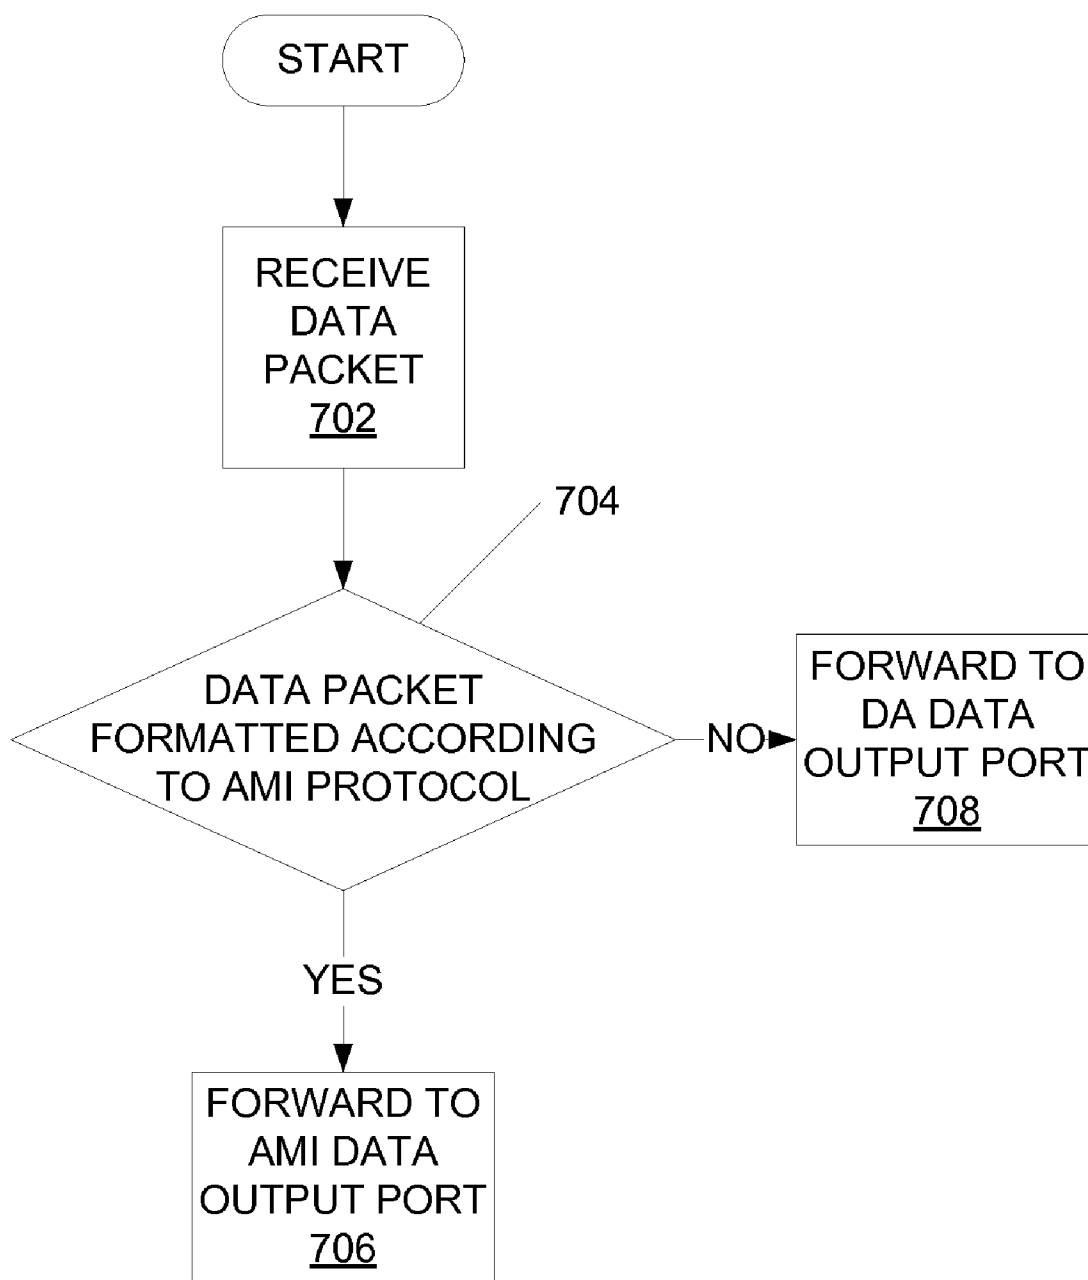 START
RECEIVE
DATA
PACKET
702
704
DATA PACKET
FORMATTED ACCORDING
TO AMI PROTOCOL
NO
FORWARD TO
DA DATA
OUTPUT PORT
708
YES
FORWARD TO
AMI DATA
OUTPUT PORT
706